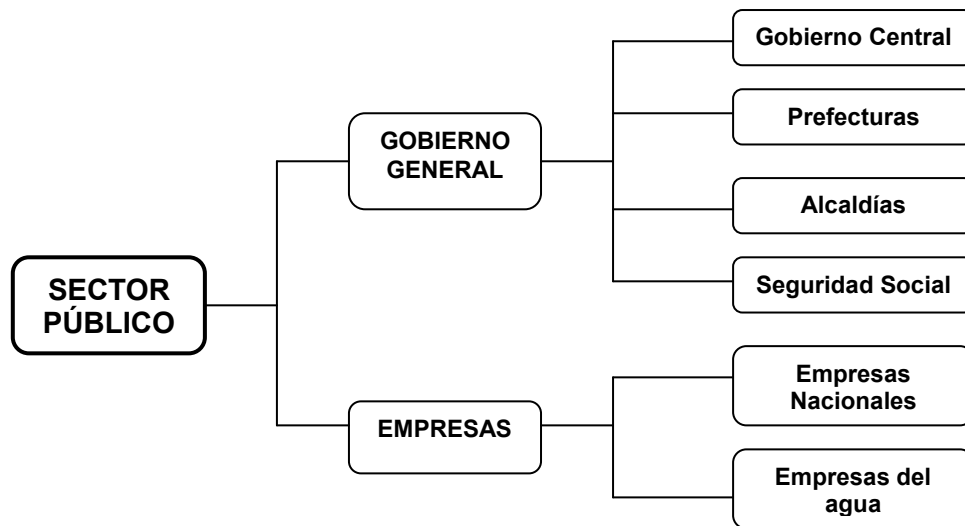 SECTOR
PÚBLICO
GOBIERNO
GENERAL
Gobierno Central
Prefecturas
Alcaldías
Seguridad Social
EMPRESAS
Empresas
Nacionales
Empresas del
agua